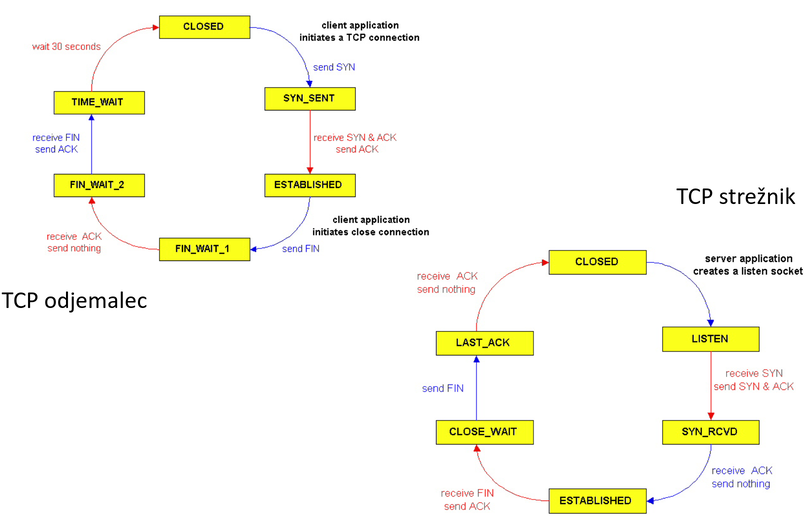 CLOSED
client application
initiates a TCP connection
wait 30 seconds
send SYN
TIME_WAIT
SYN_SENT
receive FIN
send ACK
receive SYN & ACK
send ACK
FIN_WAIT_2
ESTABLISHED
client application
initiates close connection
receive ACK
send nothing
FIN_WAIT_1
send FIN
TCP odjemalec
TCP strežnik
CLOSED
server application
creates a listen socket
receive ACK
send nothing
LAST_ACK
LISTEN
receive SYN
send SYN & ACK
send FIN
CLOSE_WAIT
SYN_RCVD
receive ACK
send nothing
receive FIN
send ACK
ESTABLISHED